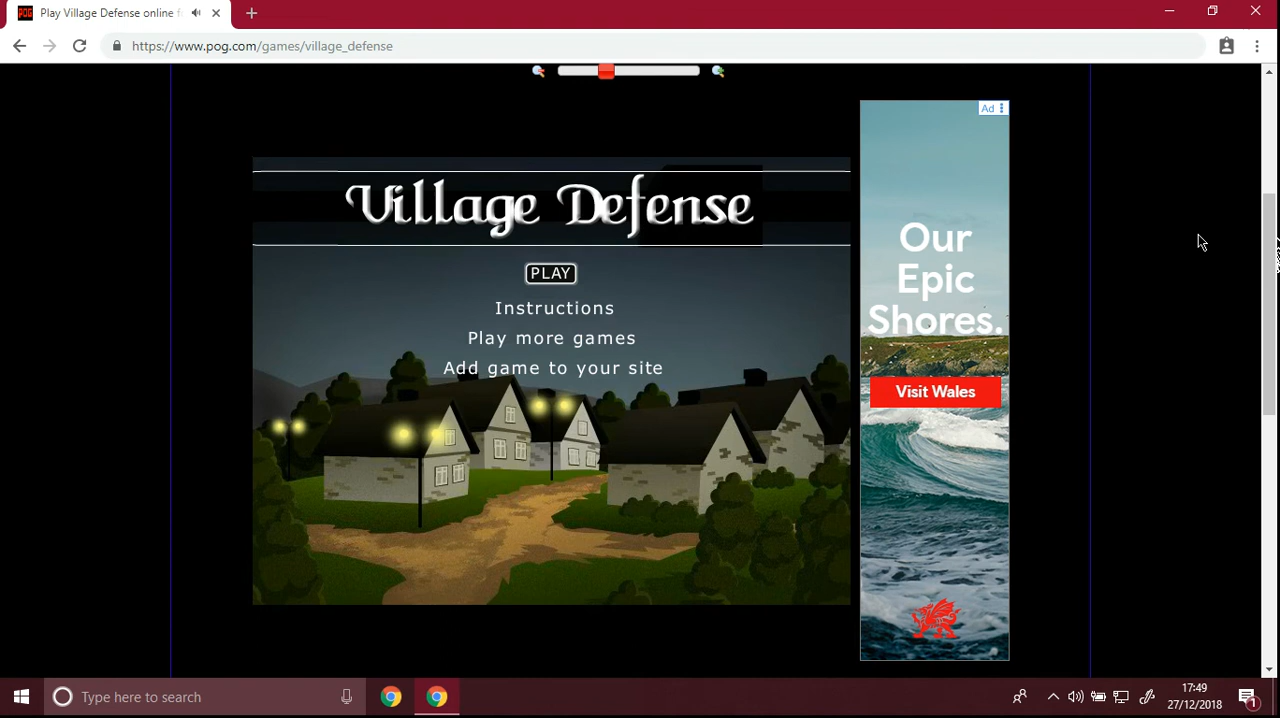 Play Village Defense online f
https://www.pog.com/games/village_defense
Ad
Village Defense
PLAY
Instructions
Play more games
Add game to your site
Our
Epic
Shores.
Visit Wales
Type here to search
17:49
27/12/2018
1